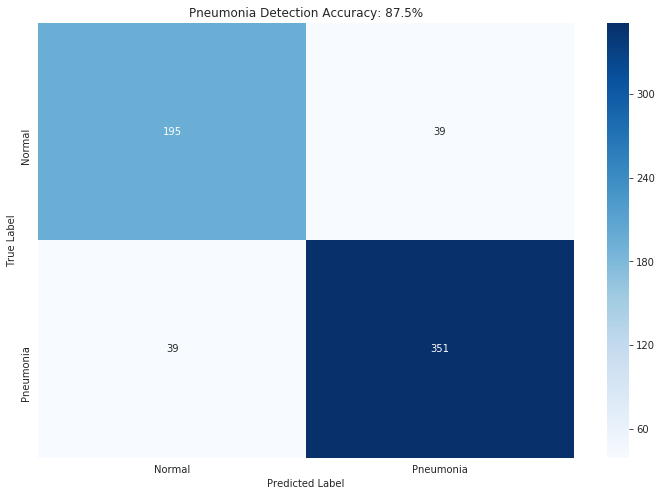 Pneumonia Detection Accuracy: 87.5%
True Label
Normal
195
39
Pneumonia
39
351
Normal
Pneumonia
Predicted Label
300
240
180
120
60